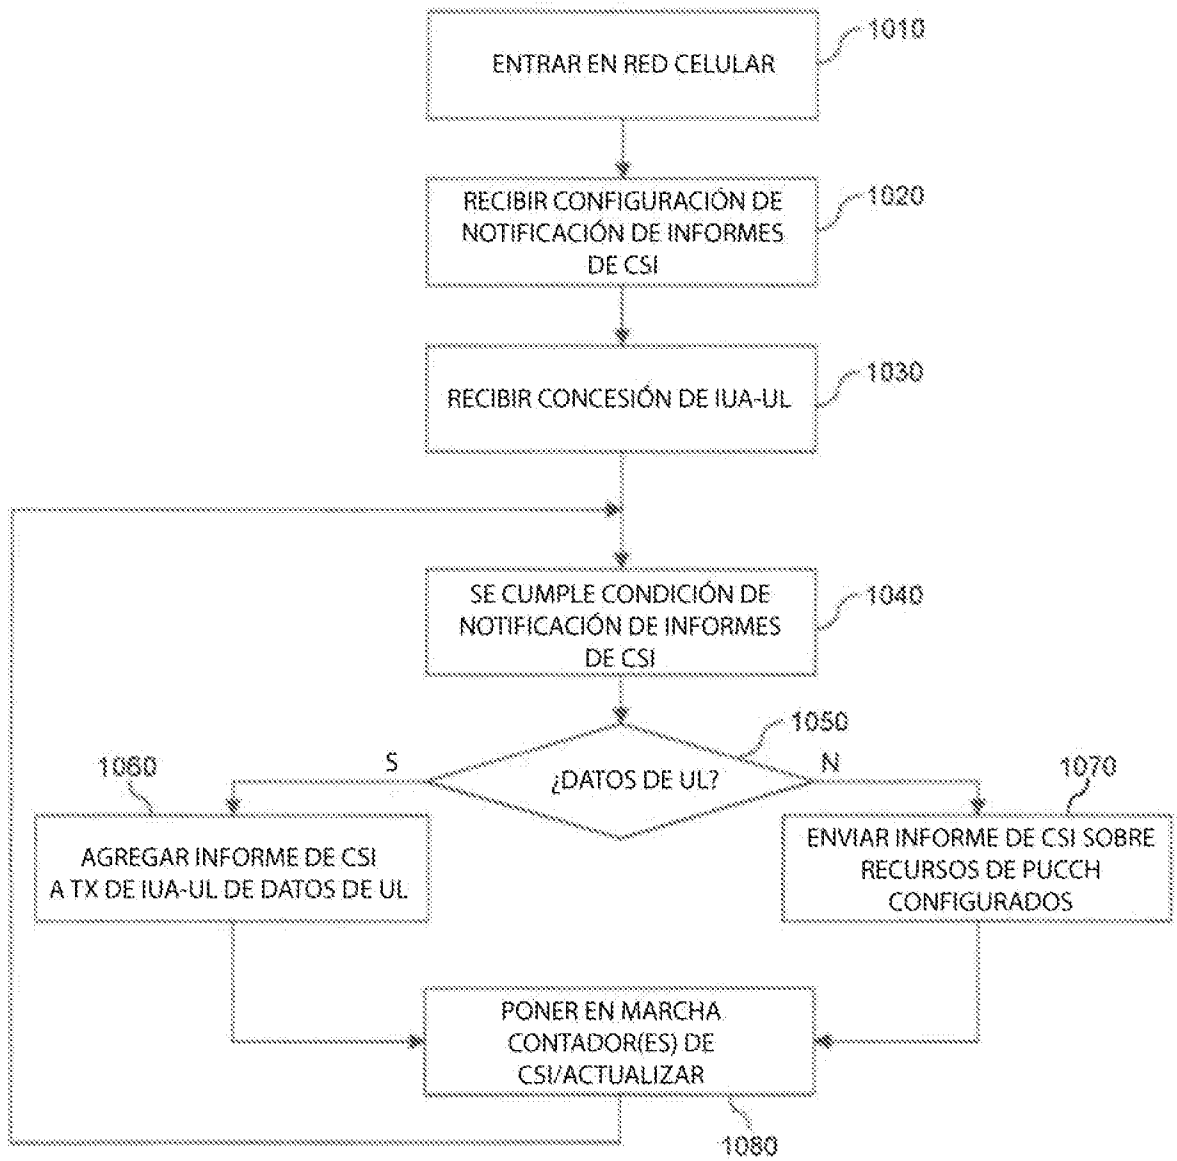 ENTRAR EN RED CELULAR
1010
RECIBIR CONFIGURACIÓN DE
NOTIFICACIÓN DE INFORMES
DE CSI
1020
RECIBIR CONCESIÓN DE IUA-UL
1030
SE CUMPLE CONDICIÓN DE
NOTIFICACIÓN DE INFORMES
DE CSI
1040
¿DATOS DE UL?
1050
S
N
1060
AGREGAR INFORME DE CSI
A TX DE IUA-UL DE DATOS DE UL
1070
ENVIAR INFORME DE CSI SOBRE
RECURSOS DE PUCCH
CONFIGURADOS
PONER EN MARCHA
CONTADOR(ES) DE
CSI/ACTUALIZAR
1080